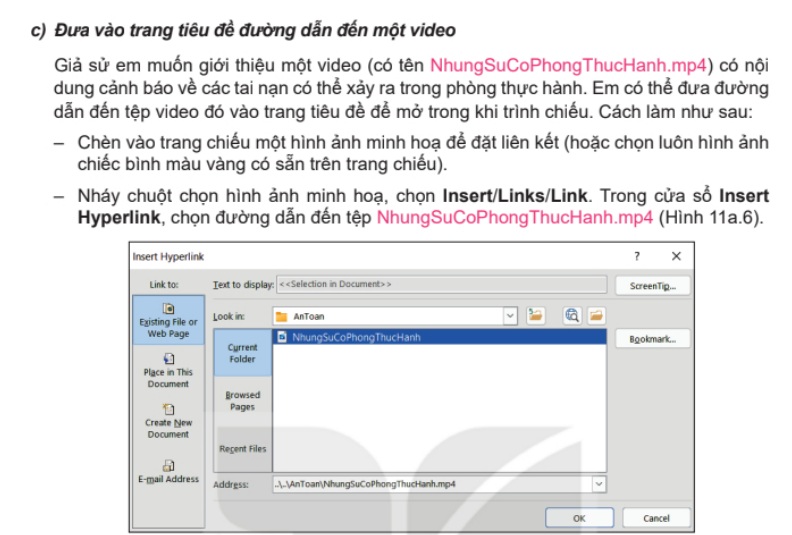 c) Đưa vào trang tiêu đề đường dẫn đến một video
Giả sử em muốn giới thiệu một video (có tên NhungSuCoPhongThucHanh.mp4) có nội
dung cảnh báo về các tai nạn có thể xảy ra trong phòng thực hành. Em có thể đưa đường
dẫn đến tệp video đó vào trang tiêu đề để mở trong khi trình chiếu. Cách làm như sau:
– Chèn vào trang chiếu một hình ảnh minh hoạ để đặt liên kết (hoặc chọn luôn hình ảnh
chiếc bình màu vàng có sẵn trên trang chiếu).
– Nháy chuột chọn hình ảnh minh hoạ, chọn Insert/Links/Link. Trong cửa sổ Insert
Hyperlink, chọn đường dẫn đến tệp NhungSuCoPhongThucHanh.mp4 (Hình 11a.6).
Insert Hyperlink ? ×
Link to: Text to display: <<Selection in Document>> ScreenTip...
Existing File or
Web Page
Look in: AnToan
Current
Folder
NhungSuCoPhongThucHanh
Bookmark...
Place in This
Document
Browsed
Pages
Create New
Document
Recent Files
E-mail Address
Address: ..\..\AnToan\NhungSuCoPhongThucHanh.mp4
OK Cancel